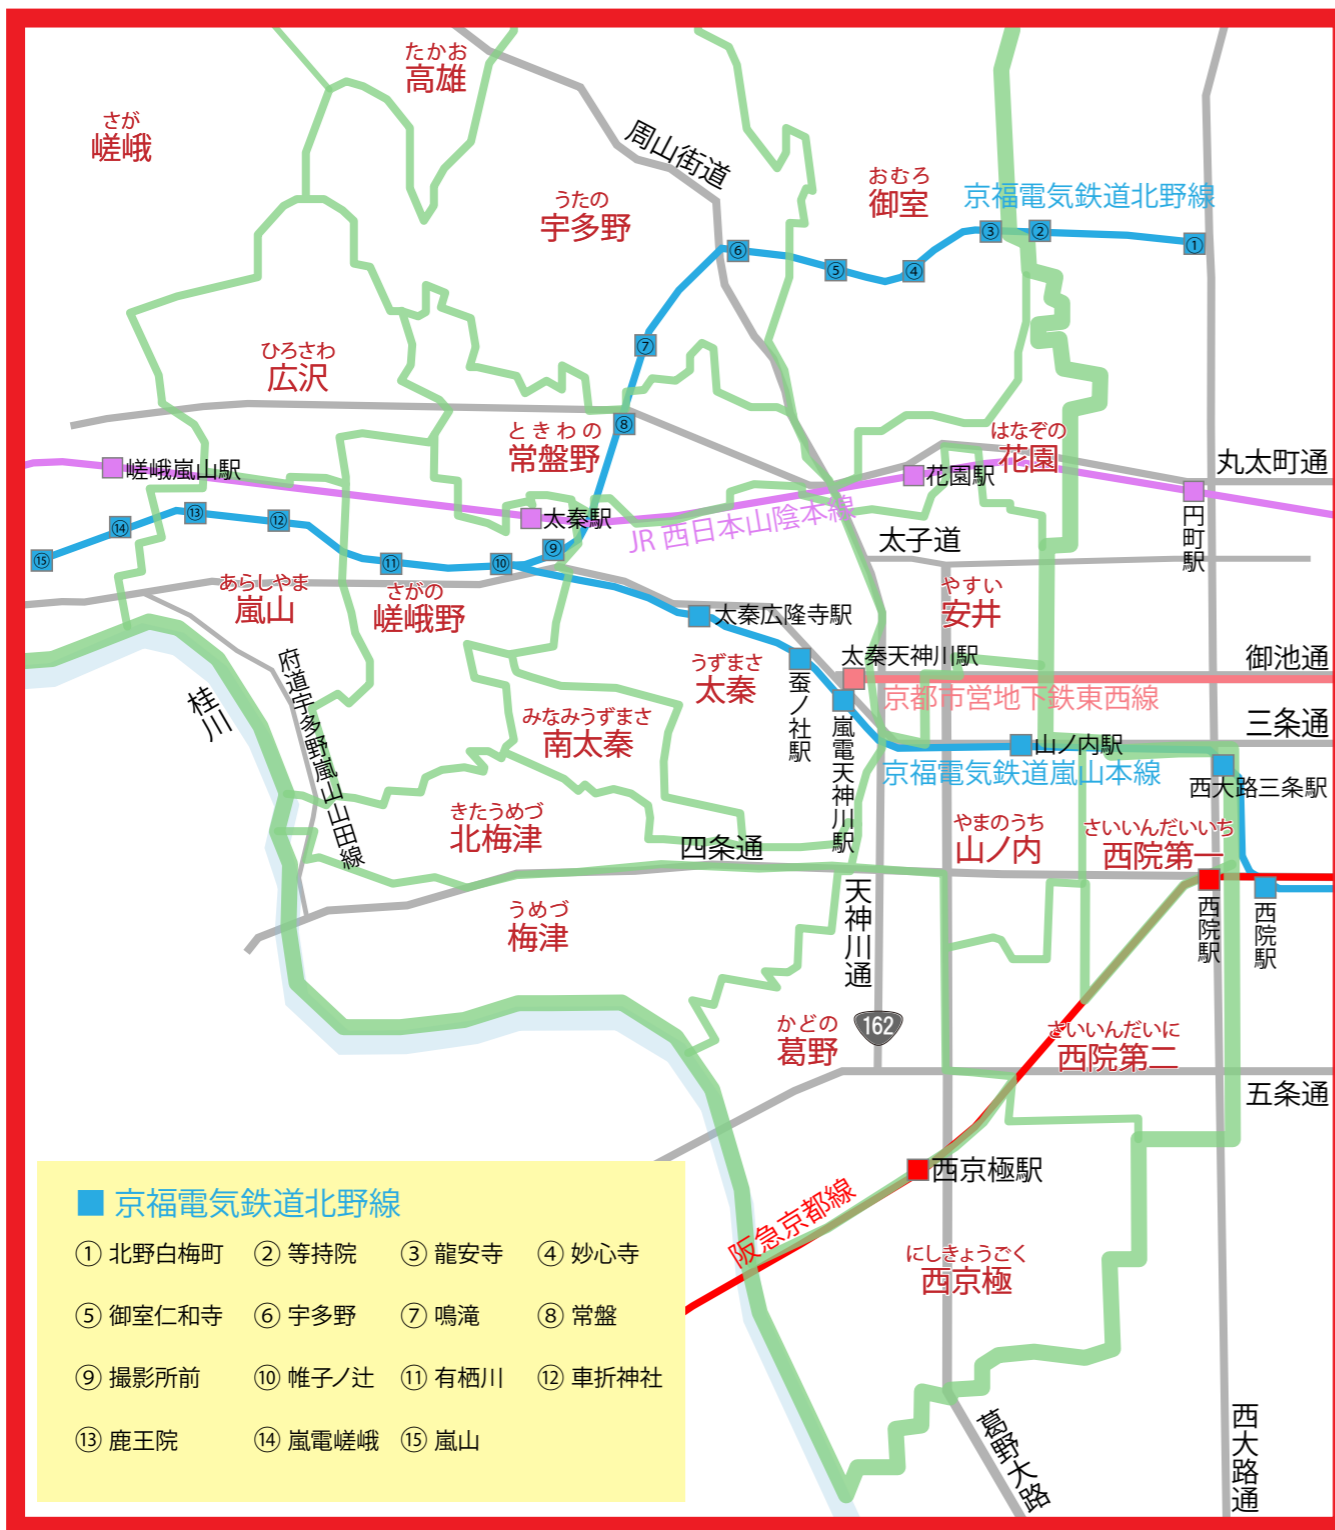 たかお
高雄
さが
嵯峨
周山街道
うたの
宇多野
おむろ
御室
京福電気鉄道北野線
⑥
⑤
④
③
②
①
⑦
ひろさわ
広沢
⑧
ときわの
常盤野
はなぞの
花園
丸太町通
嵯峨嵐山駅
花園駅
円町駅
太秦駅
JR 西日本山陰本線
太子道
⑮
⑭
⑬
⑫
⑪
⑩
⑨
あらしやま
嵐山
さがの
嵯峨野
やすい
安井
太秦広隆寺駅
太秦天神川駅
御池通
うずまさ
太秦
蚕ノ社駅
京都市営地下鉄東西線
桂川
府道宇多野嵐山山田線
みなみうずまさ
南太秦
嵐電天神川駅
三条通
山ノ内駅
京福電気鉄道嵐山本線
西大路三条駅
きたうめづ
北梅津
四条通
やまのうち
山ノ内
さいいんだいいち
西院第一
うめづ
梅津
天神川通
西院駅
西院駅
かどの
葛野
162
さいいんだいに
西院第二
五条通
西京極駅
阪急京都線
にしきょうごく
西京極
葛野大路
西大路通
京福電気鉄道北野線
① 北野白梅町 ② 等持院 ③ 龍安寺 ④ 妙心寺
⑤ 御室仁和寺 ⑥ 宇多野 ⑦ 鳴滝 ⑧ 常盤
⑨ 撮影所前 ⑩ 帷子ノ辻 ⑪ 有栖川 ⑫ 車折神社
⑬ 鹿王院 ⑭ 嵐電嵯峨 ⑮ 嵐山